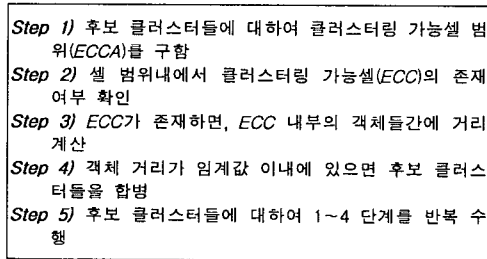 Step 1) 후보 클러스터들에 대하여 클러스터링 가능셀 범
위(ECCA)를 구함
Step 2) 셀 범위내에서 클러스터링 가능셀(ECC)의 존재
여부 확인
Step 3) ECC가 존재하면, ECC 내부의 객체들간에 거리
계산
Step 4) 객체 거리가 임계값 이내에 있으면 후보 클러스
터들을 합병
Step 5) 후보 클러스터들에 대하여 1~4 단계를 반복 수
행